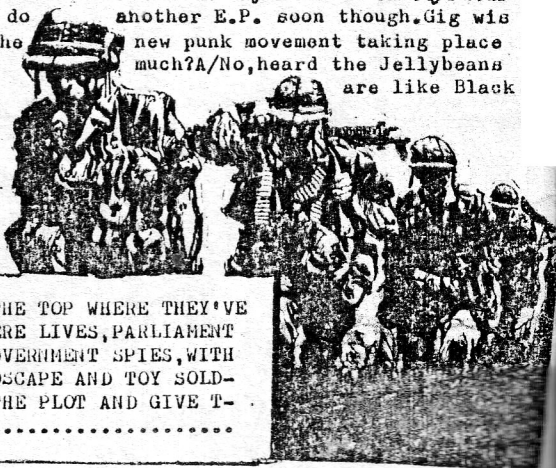 do another E.P. soon though.Gig wis
he new punk movement taking place
much?A/No,heard the Jellybeans
are like Black
HE TOP WHERE THEY'VE
RE LIVES,PARLIAMENT
VERNMENT SPIES,WITH
SCAPE AND TOY SOLD-
HE PLOT AND GIVE T-
....................